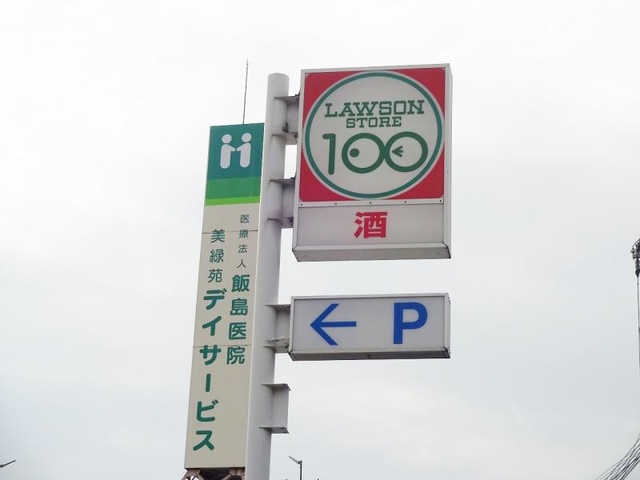 LAWSON
STORE
100
酒
← P
医療法人
飯島医院
美緑苑
デイサービス